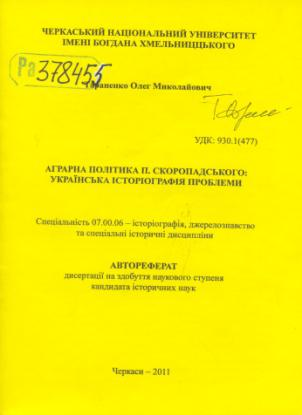 ЧЕРКАСЬКИЙ НАЦІОНАЛЬНИЙ УНІВЕРСИТЕТ
ІМЕНІ БОГДАНА ХМЕЛЬНИЦЬКОГО
Ра 378455
Тараненко Олег Миколайович
УДК: 930.1(477)
АГРАРНА ПОЛІТИКА П. СКОРОПАДСЬКОГО:
УКРАЇНСЬКА ІСТОРІОГРАФІЯ ПРОБЛЕМИ
Спеціальність 07.00.06 – історіографія, джерелознавство
та спеціальні історичні дисципліни
АВТОРЕФЕРАТ
дисертації на здобуття наукового ступеня
кандидата історичних наук
Черкаси – 2011